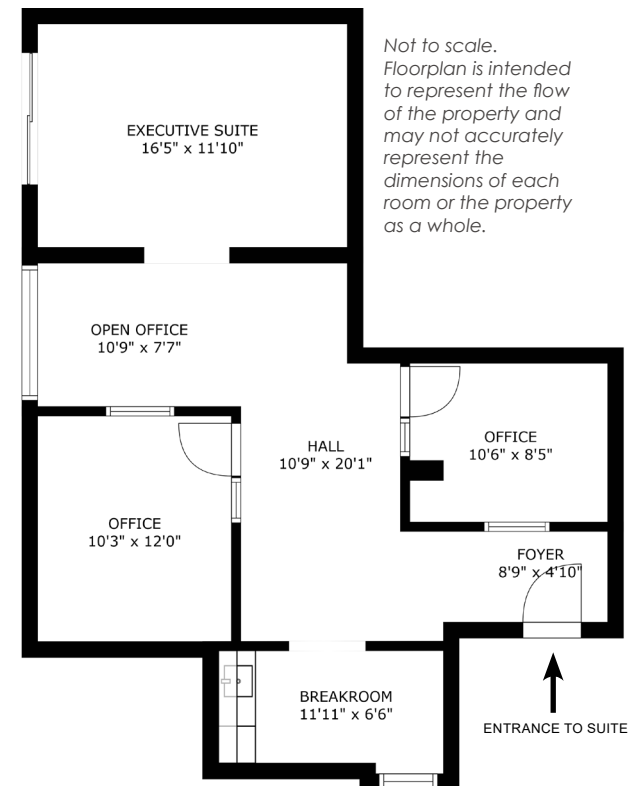 Not to scale.
Floorplan is intended
to represent the flow
of the property and
may not accurately
represent the
dimensions of each
room or the property
as a whole.
EXECUTIVE SUITE
16'5" x 11'10"
OPEN OFFICE
10'9" x 7'7"
HALL
10'9" x 20'1"
OFFICE
10'6" x 8'5"
OFFICE
10'3" x 12'0"
FOYER
8'9" x 4'10"
BREAKROOM
11'11" x 6'6"
ENTRANCE TO SUITE